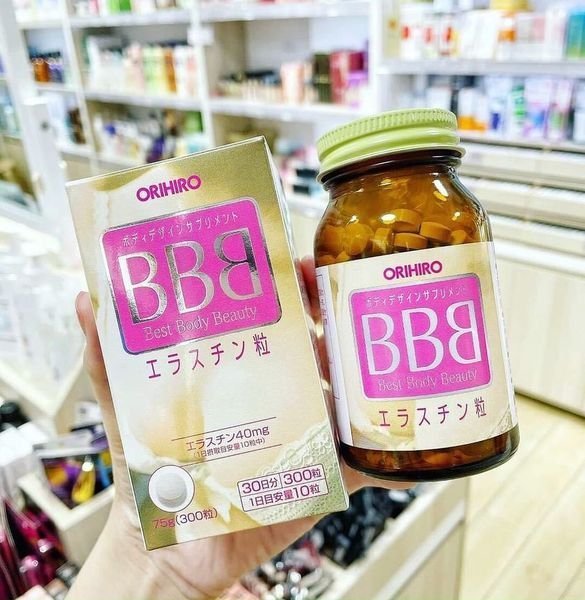 ORIHIRO
ボディデザインサプリメント
BBB
Best Body Beauty
エラスチン粒
エラスチン40mg
(1日摂取目安量10粒中)
30日分 300粒
1日目安量10粒
75g(300粒)
ORIHIRO
ボディデザインサプリメント
BBB
Best Body Beauty
エラスチン粒